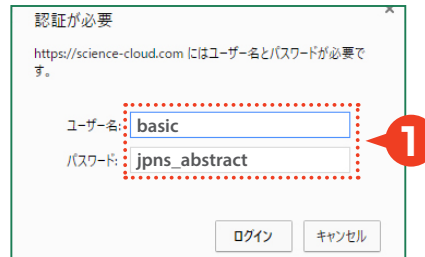 認証が必要
×
https://science-cloud.com にはユーザー名とパスワードが必要で
す。
ユーザー名: basic
パスワード: jpns_abstract
1
ログイン キャンセル